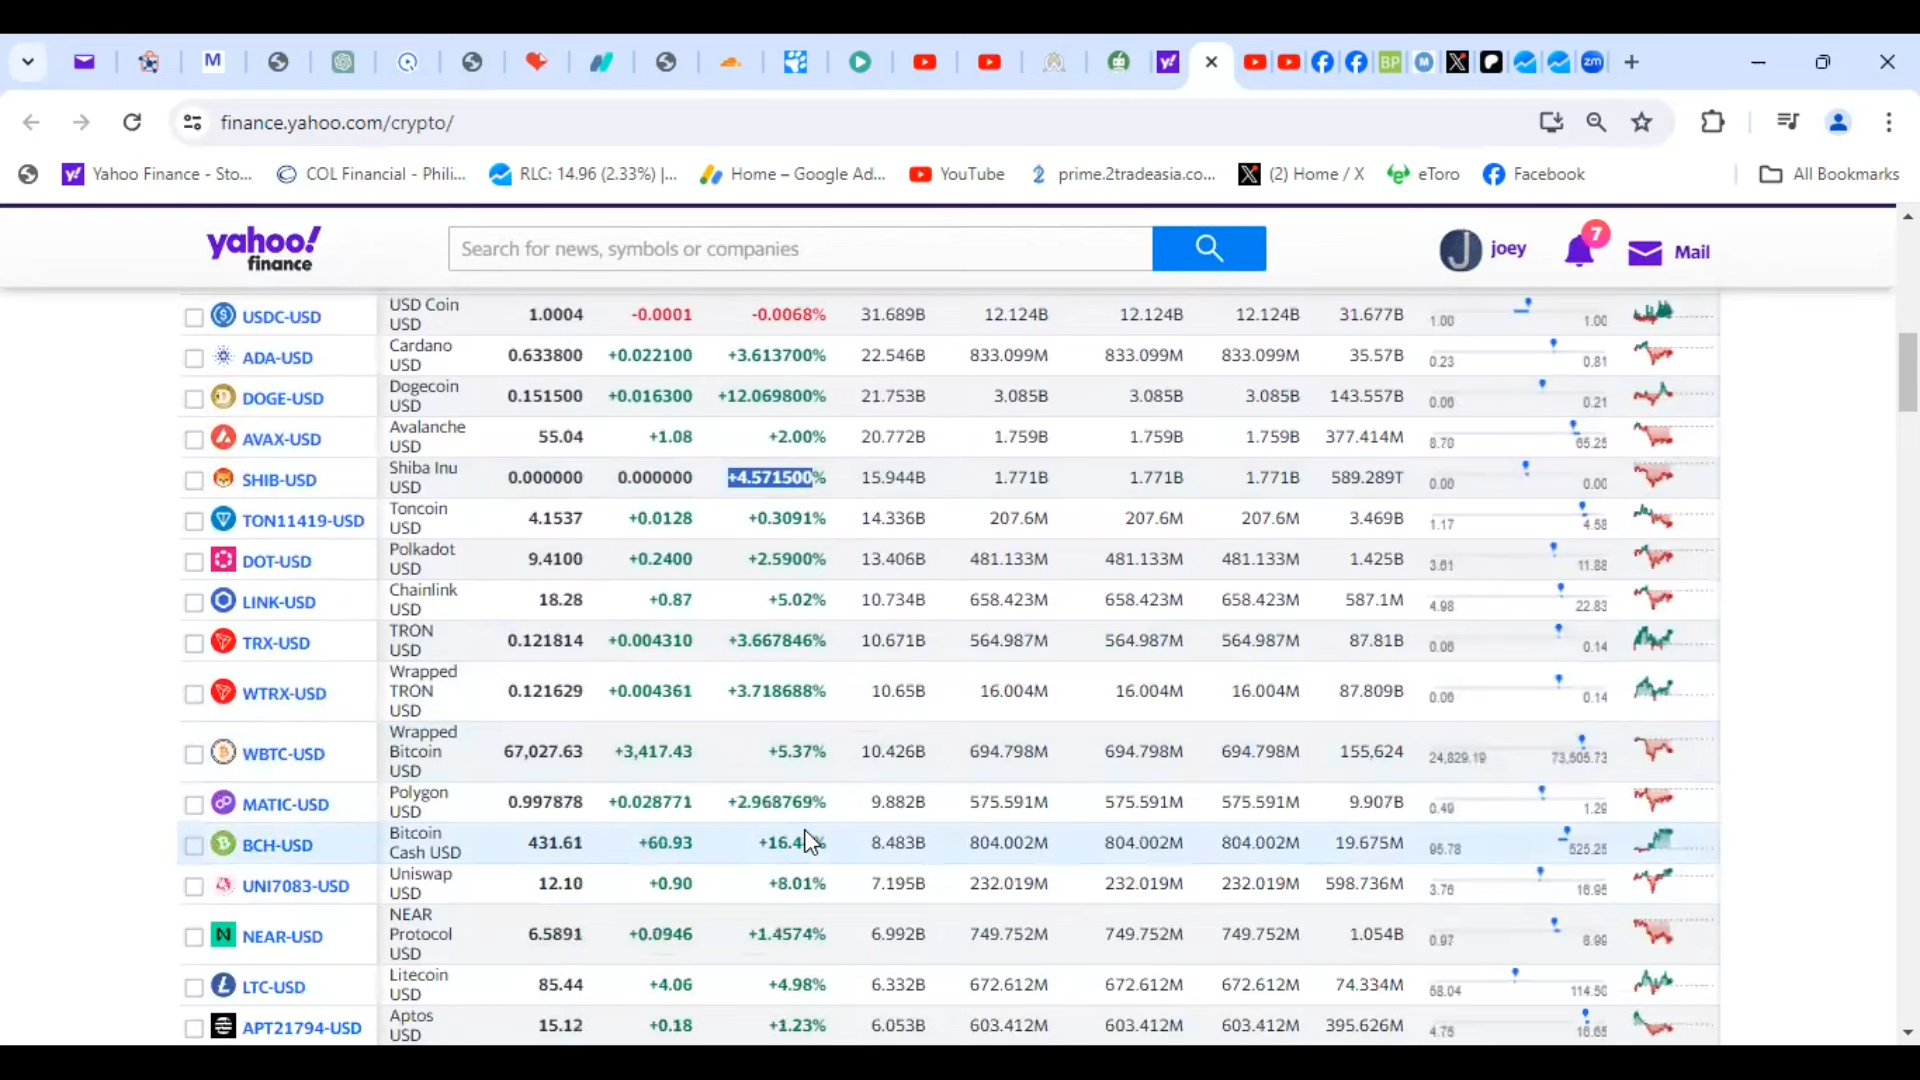 M
y!
BP
M
zm
finance.yahoo.com/crypto/
Yahoo Finance - Sto...
COL Financial - Phili...
RLC: 14.96 (2.33%) |...
Home – Google Ad...
YouTube
prime.2tradeasia.co...
(2) Home / X
eToro
Facebook
All Bookmarks
yahoo!
finance
Search for news, symbols or companies
J
joey
7
Mail
USDC-USD USD Coin USD 1.0004 -0.0001 -0.0068% 31.689B 12.124B 12.124B 12.124B 31.677B 1.00 1.00
ADA-USD Cardano USD 0.633800 +0.022100 +3.613700% 22.546B 833.099M 833.099M 833.099M 35.57B 0.23 0.81
DOGE-USD Dogecoin USD 0.151500 +0.016300 +12.069800% 21.753B 3.085B 3.085B 3.085B 143.557B 0.06 0.21
AVAX-USD Avalanche USD 55.04 +1.08 +2.00% 20.772B 1.759B 1.759B 1.759B 377.414M 8.70 65.25
SHIB-USD Shiba Inu USD 0.000000 0.000000 +4.571500% 15.944B 1.771B 1.771B 1.771B 589.289T 0.00 0.00
TON11419-USD Toncoin USD 4.1537 +0.0128 +0.3091% 14.336B 207.6M 207.6M 207.6M 3.469B 1.17 4.58
DOT-USD Polkadot USD 9.4100 +0.2400 +2.5900% 13.406B 481.133M 481.133M 481.133M 1.425B 3.61 11.88
LINK-USD Chainlink USD 18.28 +0.87 +5.02% 10.734B 658.423M 658.423M 658.423M 587.1M 4.98 22.83
TRX-USD TRON USD 0.121814 +0.004310 +3.667846% 10.671B 564.987M 564.987M 564.987M 87.81B 0.06 0.14
WTRX-USD Wrapped TRON USD 0.121629 +0.004361 +3.718688% 10.65B 16.004M 16.004M 16.004M 87.809B 0.06 0.14
WBTC-USD Wrapped Bitcoin USD 67,027.63 +3,417.43 +5.37% 10.426B 694.798M 694.798M 694.798M 155,624 24,829.19 73,505.73
MATIC-USD Polygon USD 0.997878 +0.028771 +2.968769% 9.882B 575.591M 575.591M 575.591M 9.907B 0.49 1.29
BCH-USD Bitcoin Cash USD 431.61 +60.93 8.483B 804.002M 804.002M 804.002M 19.675M 95.78 525.25
UNI7083-USD Uniswap USD 12.10 +0.90 +8.01% 7.195B 232.019M 232.019M 232.019M 598.736M 3.76 16.95
NEAR-USD NEAR Protocol USD 6.5891 +0.0946 +1.4574% 6.992B 749.752M 749.752M 749.752M 1.054B 0.97 8.99
LTC-USD Litecoin USD 85.44 +4.06 +4.98% 6.332B 672.612M 672.612M 672.612M 74.334M 58.04 114.50
APT21794-USD Aptos USD 15.12 +0.18 +1.23% 6.053B 603.412M 603.412M 603.412M 395.626M 4.75 18.65